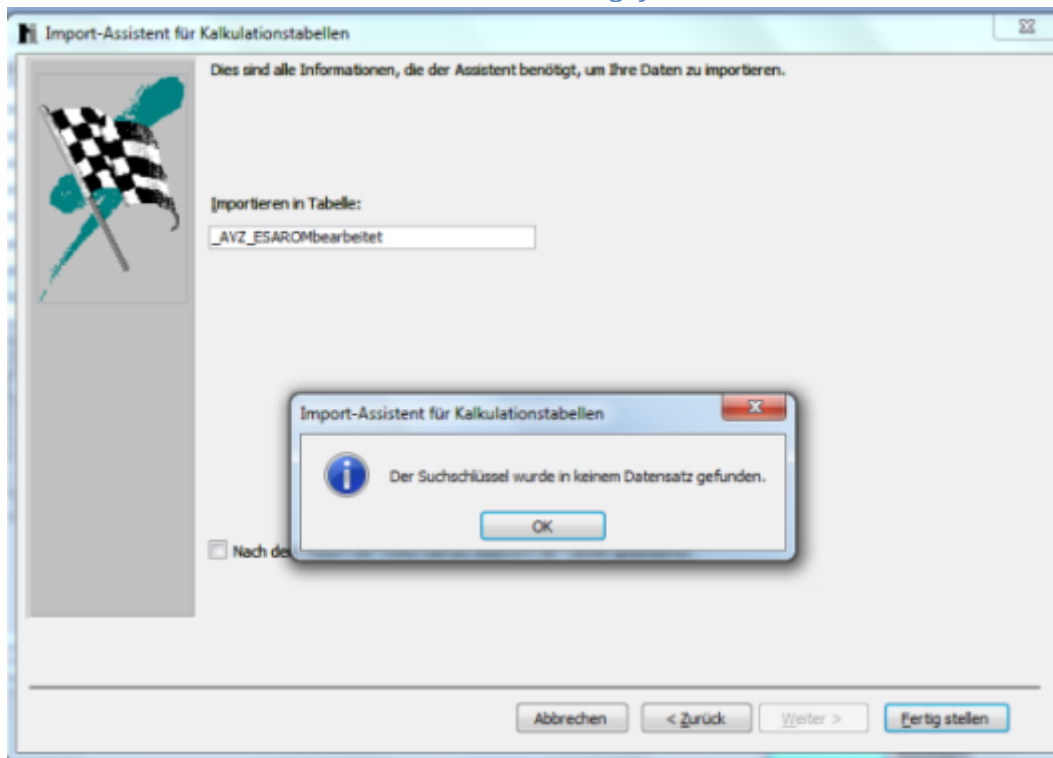 Import-Assistent für Kalkulationstabellen
Dies sind alle Informationen, die der Assistent benötigt, um Ihre Daten zu importieren.
Importieren in Tabelle:
_AVZ_ESAROMbearbeitet
Import-Assistent für Kalkulationstabellen
Der Suchschlüssel wurde in keinem Datensatz gefunden.
OK
Nach de
Abbrechen < Zurück Weiter > Fertig stellen